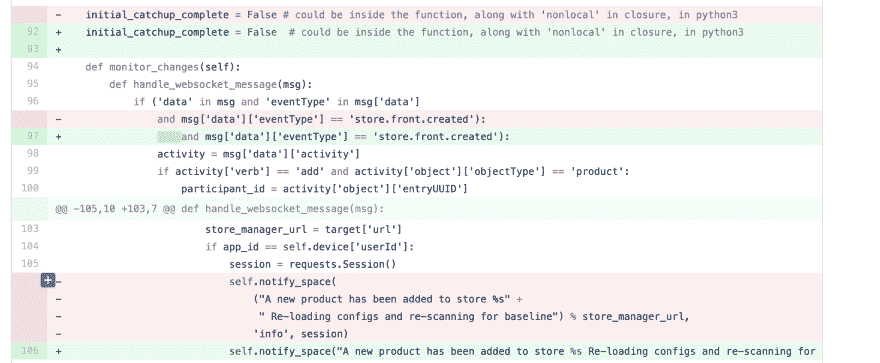 - initial_catchup_complete = False # could be inside the function, along with 'nonlocal' in closure, in python3
92 + initial_catchup_complete = False  # could be inside the function, along with 'nonlocal' in closure, in python3
93 +
94 def monitor_changes(self):
95 def handle_websocket_message(msg):
96 if ('data' in msg and 'eventType' in msg['data']
- and msg['data']['eventType'] == 'store.front.created'):
97 + and msg['data']['eventType'] == 'store.front.created'):
98 activity = msg['data']['activity']
99 if activity['verb'] == 'add' and activity['object']['objectType'] == 'product':
100 participant_id = activity['object']['entryUUID']
@@ -105,10 +103,7 @@ def handle_websocket_message(msg):
103 store_manager_url = target['url']
104 if app_id == self.device['userId']:
105 session = requests.Session()
+ - self.notify_space(
- ("A new product has been added to store %s" +
- " Re-loading configs and re-scanning for baseline") % store_manager_url,
- 'info', session)
106 + self.notify_space("A new product has been added to store %s Re-loading configs and re-scanning for